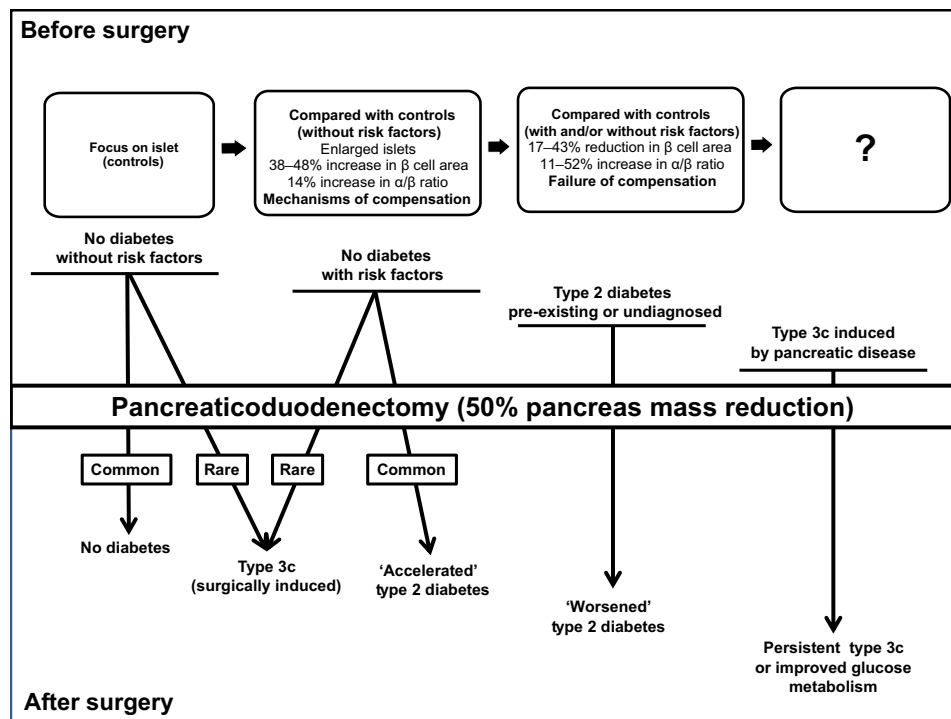 Before surgery
Focus on islet
(controls)
Compared with controls
(without risk factors)
Enlarged islets
38–48% increase in β cell area
14% increase in α/β ratio
Mechanisms of compensation
Compared with controls
(with and/or without risk factors)
17–43% reduction in β cell area
11–52% increase in α/β ratio
Failure of compensation
?
No diabetes
without risk factors
No diabetes
with risk factors
Type 2 diabetes
pre-existing or undiagnosed
Type 3c induced
by pancreatic disease
Pancreaticoduodenectomy (50% pancreas mass reduction)
Common
Rare
Rare
Common
No diabetes
Type 3c
(surgically induced)
‘Accelerated’
type 2 diabetes
‘Worsened’
type 2 diabetes
Persistent type 3c
or improved glucose
metabolism
After surgery